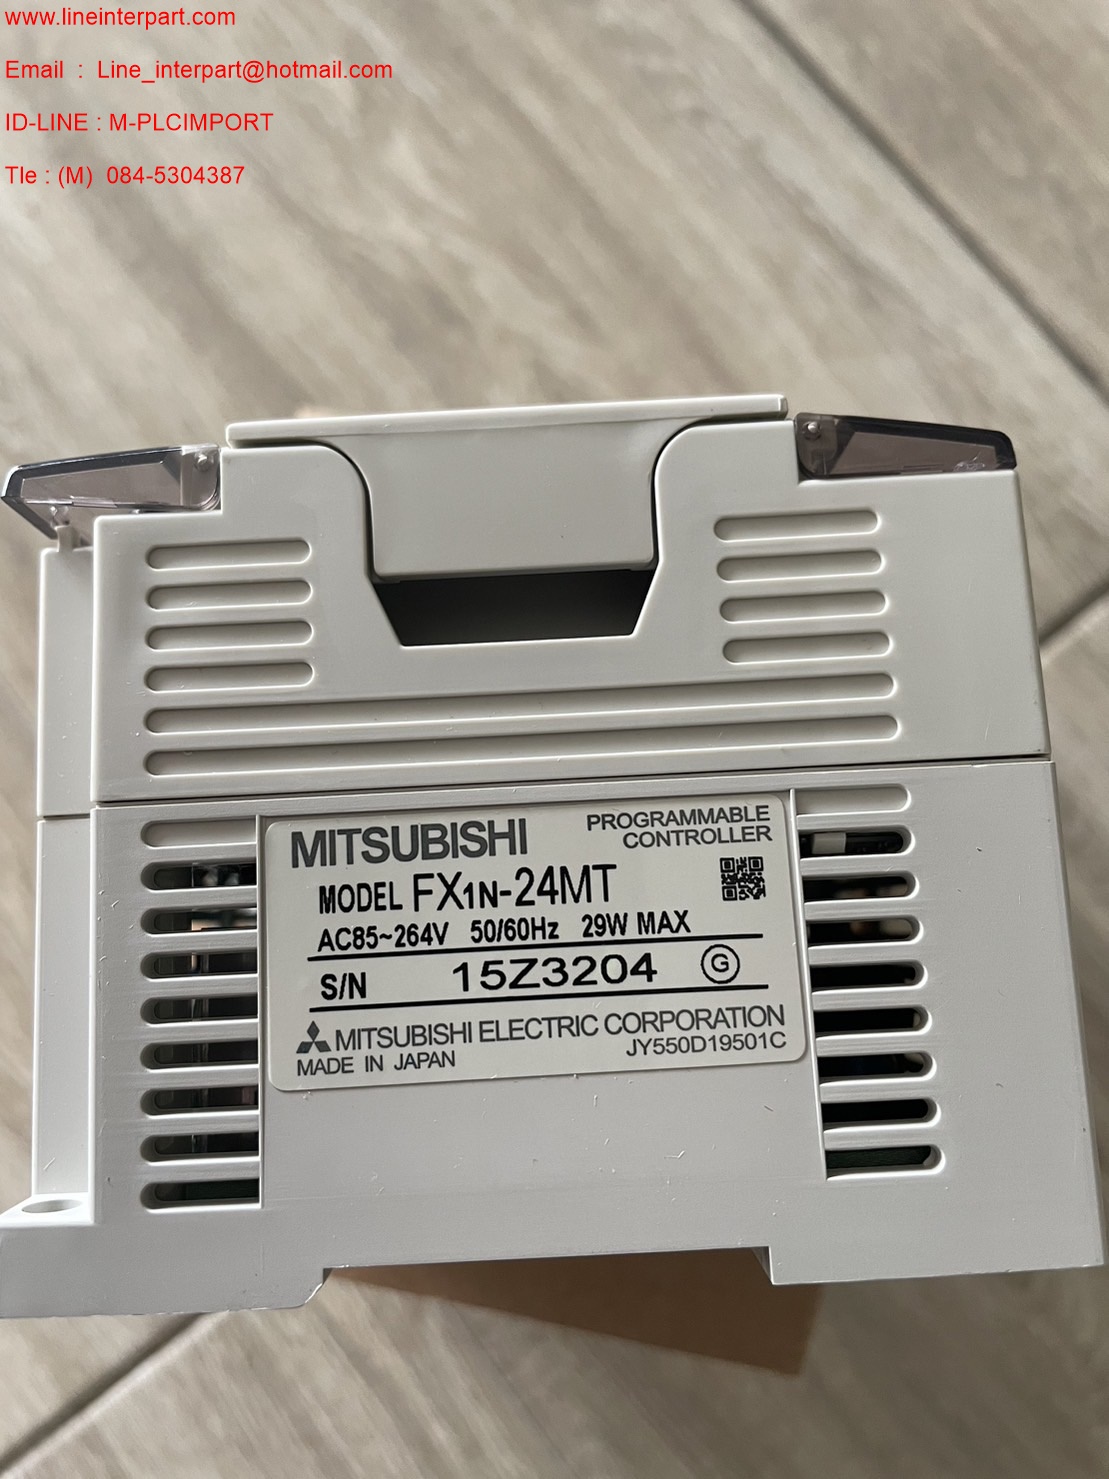 www.lineinterpart.com
Email : Line_interpart@hotmail.com
ID-LINE : M-PLCIMPORT
Tle : (M) 084-5304387
MITSUBISHI
PROGRAMMABLE
CONTROLLER
MODEL FX1N-24MT
AC85~264V 50/60Hz 29W MAX
S/N 15Z3204 G
MITSUBISHI ELECTRIC CORPORATION
MADE IN JAPAN
JY550D19501C